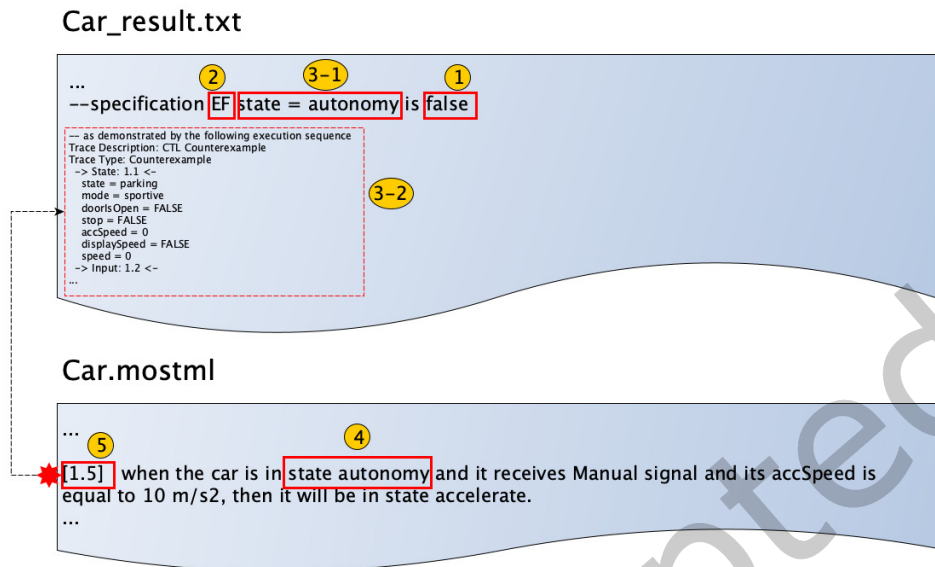 Car_result.txt
...
2 3-1 1
--specification EF state = autonomy is false
-- as demonstrated by the following execution sequence
Trace Description: CTL Counterexample
Trace Type: Counterexample
-> State: 1.1 <-
state = parking
mode = sportive
3-2
doorIsOpen = FALSE
stop = FALSE
accSpeed = 0
displaySpeed = FALSE
speed = 0
-> Input: 1.2 <-
...
Car.mostml
...
5 4
[1.5] when the car is in state autonomy and it receives Manual signal and its accSpeed is
equal to 10 m/s2, then it will be in state accelerate.
...